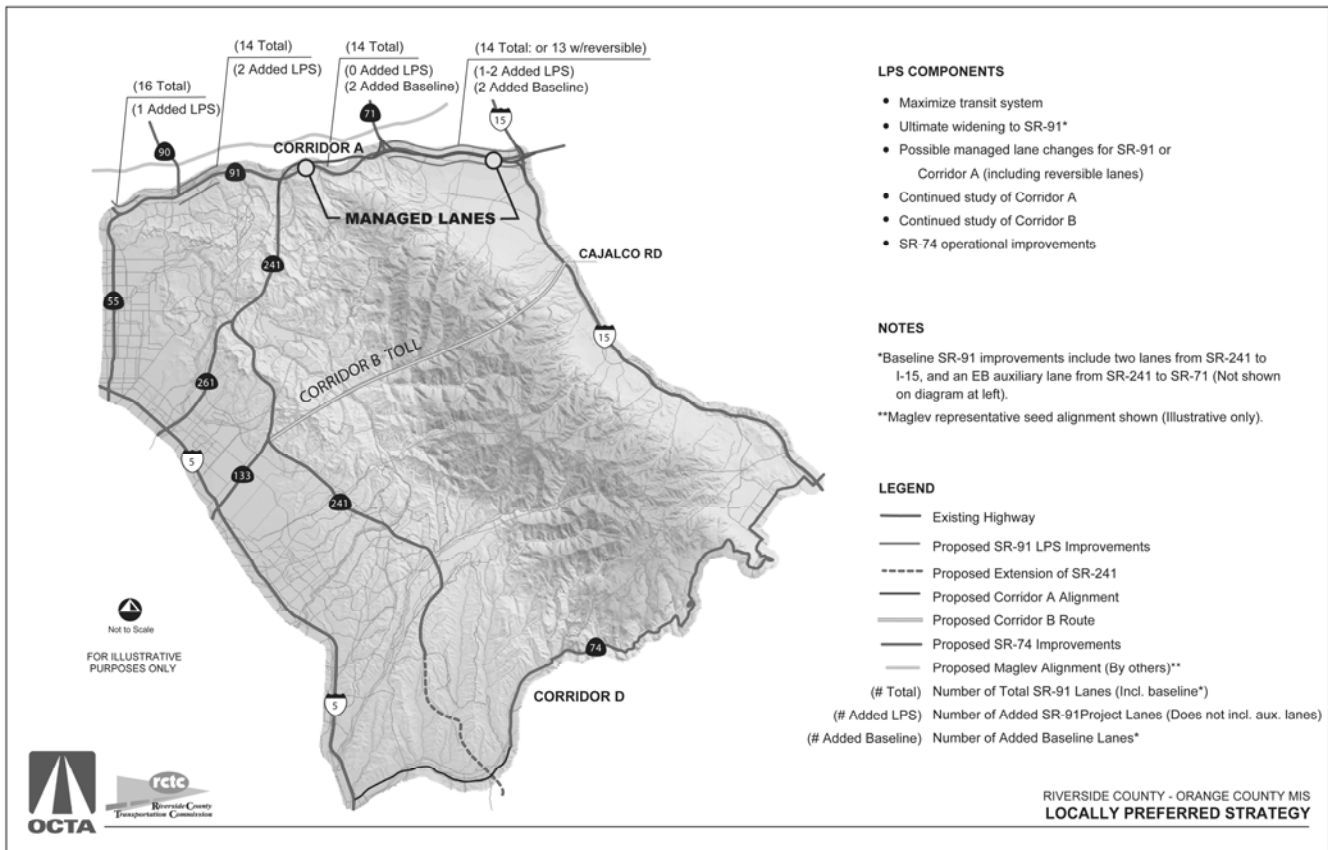 (14 Total)
(2 Added LPS)
(14 Total)
(0 Added LPS)
(2 Added Baseline)
(14 Total: or 13 w/reversible)
(1-2 Added LPS)
(2 Added Baseline)
(16 Total)
(1 Added LPS)
90
71
15
CORRIDOR A
91
MANAGED LANES
241
CAJALCO RD
55
15
CORRIDOR B TOLL
261
5
133
241
74
CORRIDOR D
5
Not to Scale
FOR ILLUSTRATIVE
PURPOSES ONLY
LPS COMPONENTS
• Maximize transit system
• Ultimate widening to SR-91*
• Possible managed lane changes for SR-91 or
Corridor A (including reversible lanes)
• Continued study of Corridor A
• Continued study of Corridor B
• SR-74 operational improvements
NOTES
*Baseline SR-91 improvements include two lanes from SR-241 to
I-15, and an EB auxiliary lane from SR-241 to SR-71 (Not shown
on diagram at left).
**Maglev representative seed alignment shown (Illustrative only).
LEGEND
Existing Highway
Proposed SR-91 LPS Improvements
Proposed Extension of SR-241
Proposed Corridor A Alignment
Proposed Corridor B Route
Proposed SR-74 Improvements
Proposed Maglev Alignment (By others)**
(# Total) Number of Total SR-91 Lanes (Incl. baseline*)
(# Added LPS) Number of Added SR-91Project Lanes (Does not incl. aux. lanes)
(# Added Baseline) Number of Added Baseline Lanes*
OCTA
rctc
Riverside County
Transportation Commission
RIVERSIDE COUNTY - ORANGE COUNTY MIS
LOCALLY PREFERRED STRATEGY